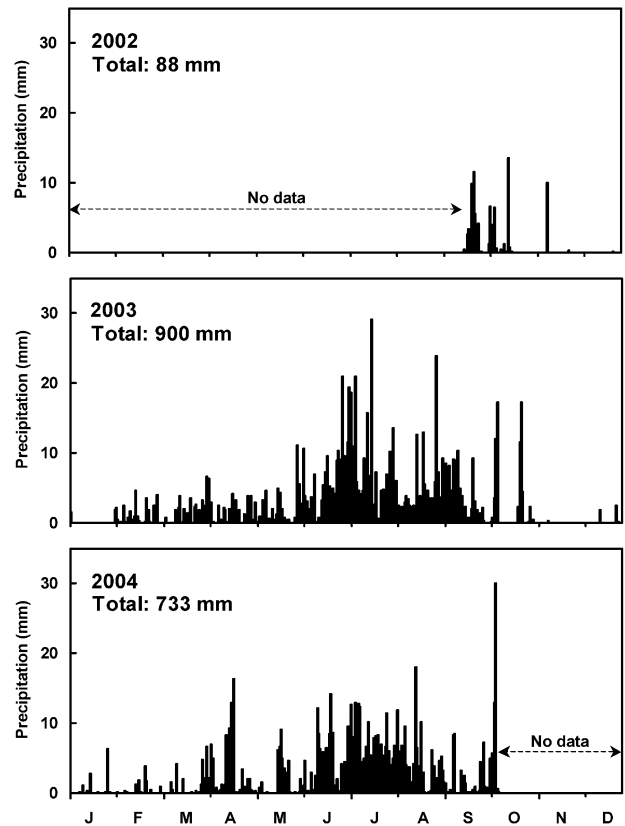 Precipitation (mm)
30
20
10
0
2002
Total: 88 mm
No data
Precipitation (mm)
30
20
10
0
2003
Total: 900 mm
Precipitation (mm)
30
20
10
0
2004
Total: 733 mm
No data
J F M A M J J A S O N D